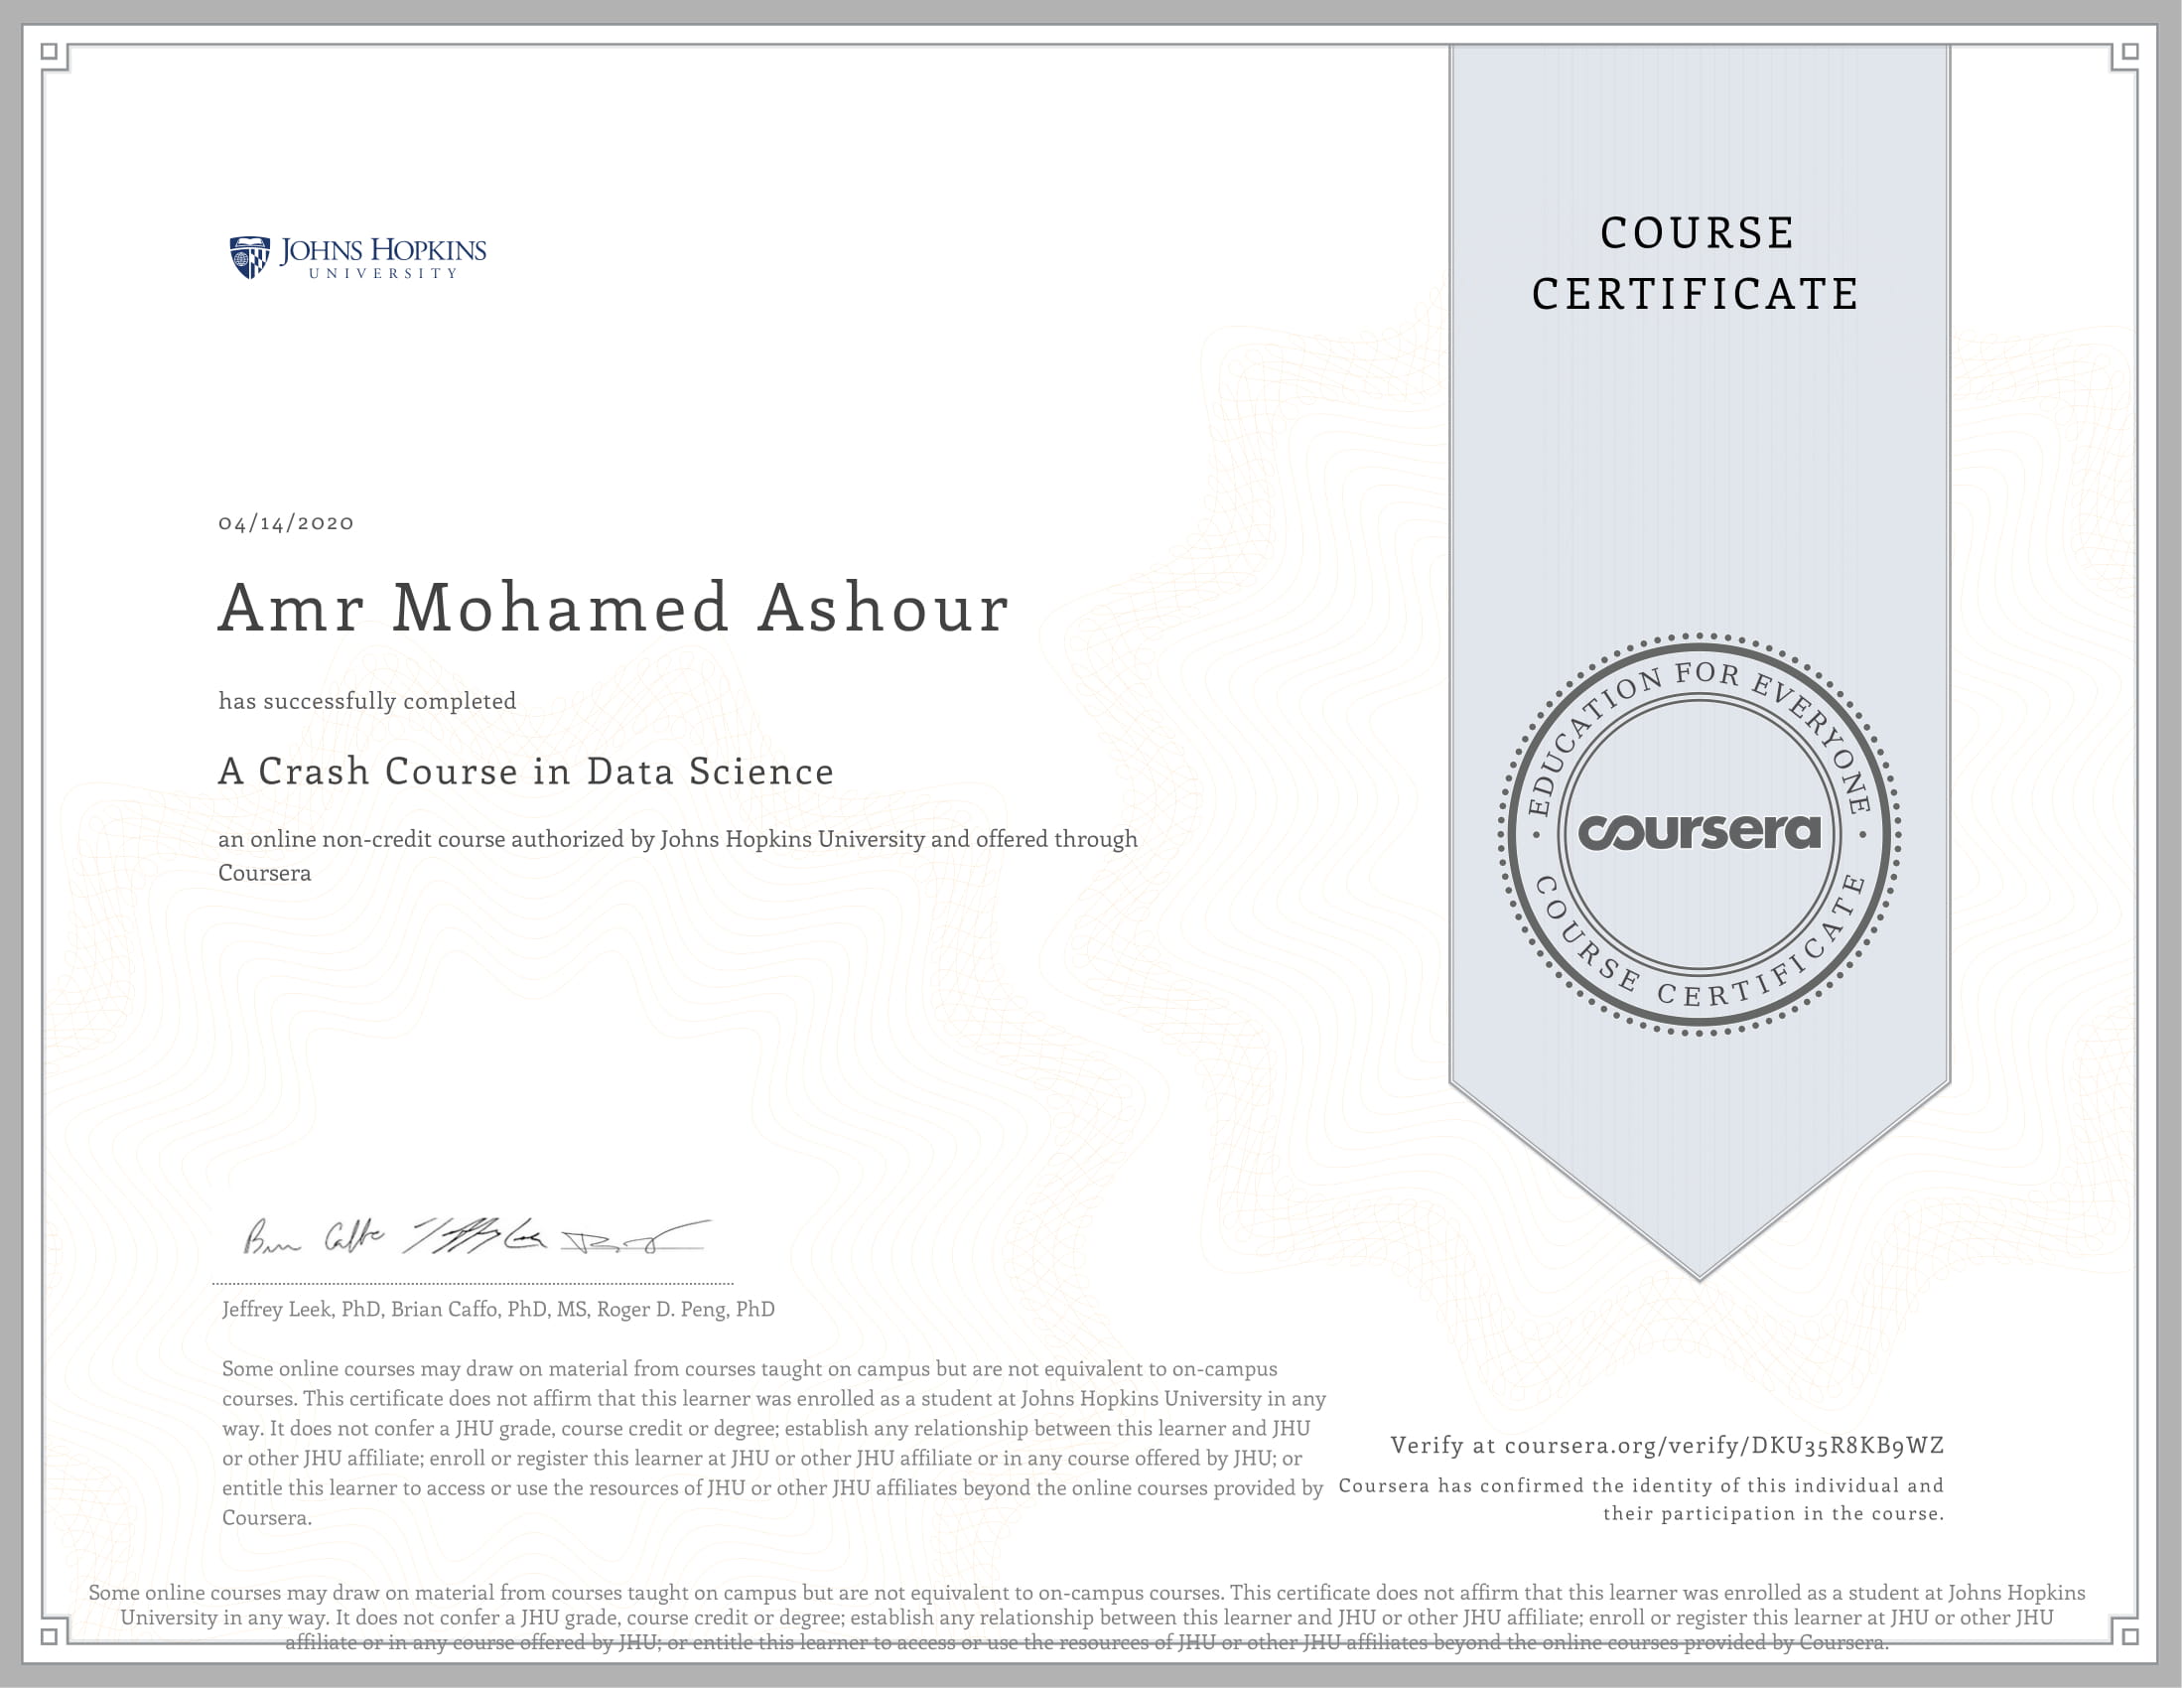 JOHNS HOPKINS
UNIVERSITY
COURSE
CERTIFICATE
04/14/2020
Amr Mohamed Ashour
has successfully completed
A Crash Course in Data Science
an online non-credit course authorized by Johns Hopkins University and offered through
Coursera
EDUCATION FOR EVERYONE
coursera
COURSE CERTIFICATE
Jeffrey Leek, PhD, Brian Caffo, PhD, MS, Roger D. Peng, PhD
Some online courses may draw on material from courses taught on campus but are not equivalent to on-campus
courses. This certificate does not affirm that this learner was enrolled as a student at Johns Hopkins University in any
way. It does not confer a JHU grade, course credit or degree; establish any relationship between this learner and JHU
or other JHU affiliate; enroll or register this learner at JHU or other JHU affiliate or in any course offered by JHU; or
entitle this learner to access or use the resources of JHU or other JHU affiliates beyond the online courses provided by
Coursera.
Verify at coursera.org/verify/DKU35R8KB9WZ
Coursera has confirmed the identity of this individual and
their participation in the course.
Some online courses may draw on material from courses taught on campus but are not equivalent to on-campus courses. This certificate does not affirm that this learner was enrolled as a student at Johns Hopkins
University in any way. It does not confer a JHU grade, course credit or degree; establish any relationship between this learner and JHU or other JHU affiliate; enroll or register this learner at JHU or other JHU
affiliate or in any course offered by JHU; or entitle this learner to access or use the resources of JHU or other JHU affiliates beyond the online courses provided by Coursera.